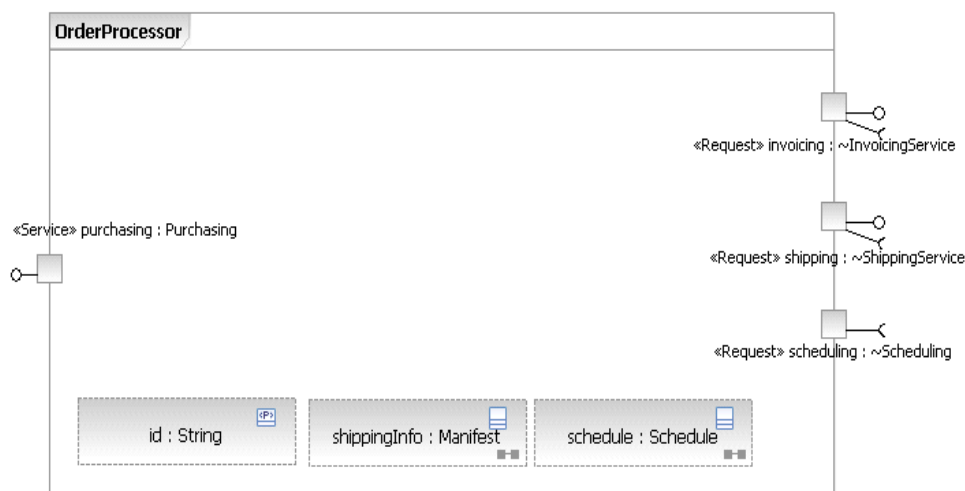 OrderProcessor
«Request» invoicing : ~InvoicingService
«Service» purchasing : Purchasing
«Request» shipping : ~ShippingService
«Request» scheduling : ~Scheduling
«P»
id : String
shippingInfo : Manifest
schedule : Schedule